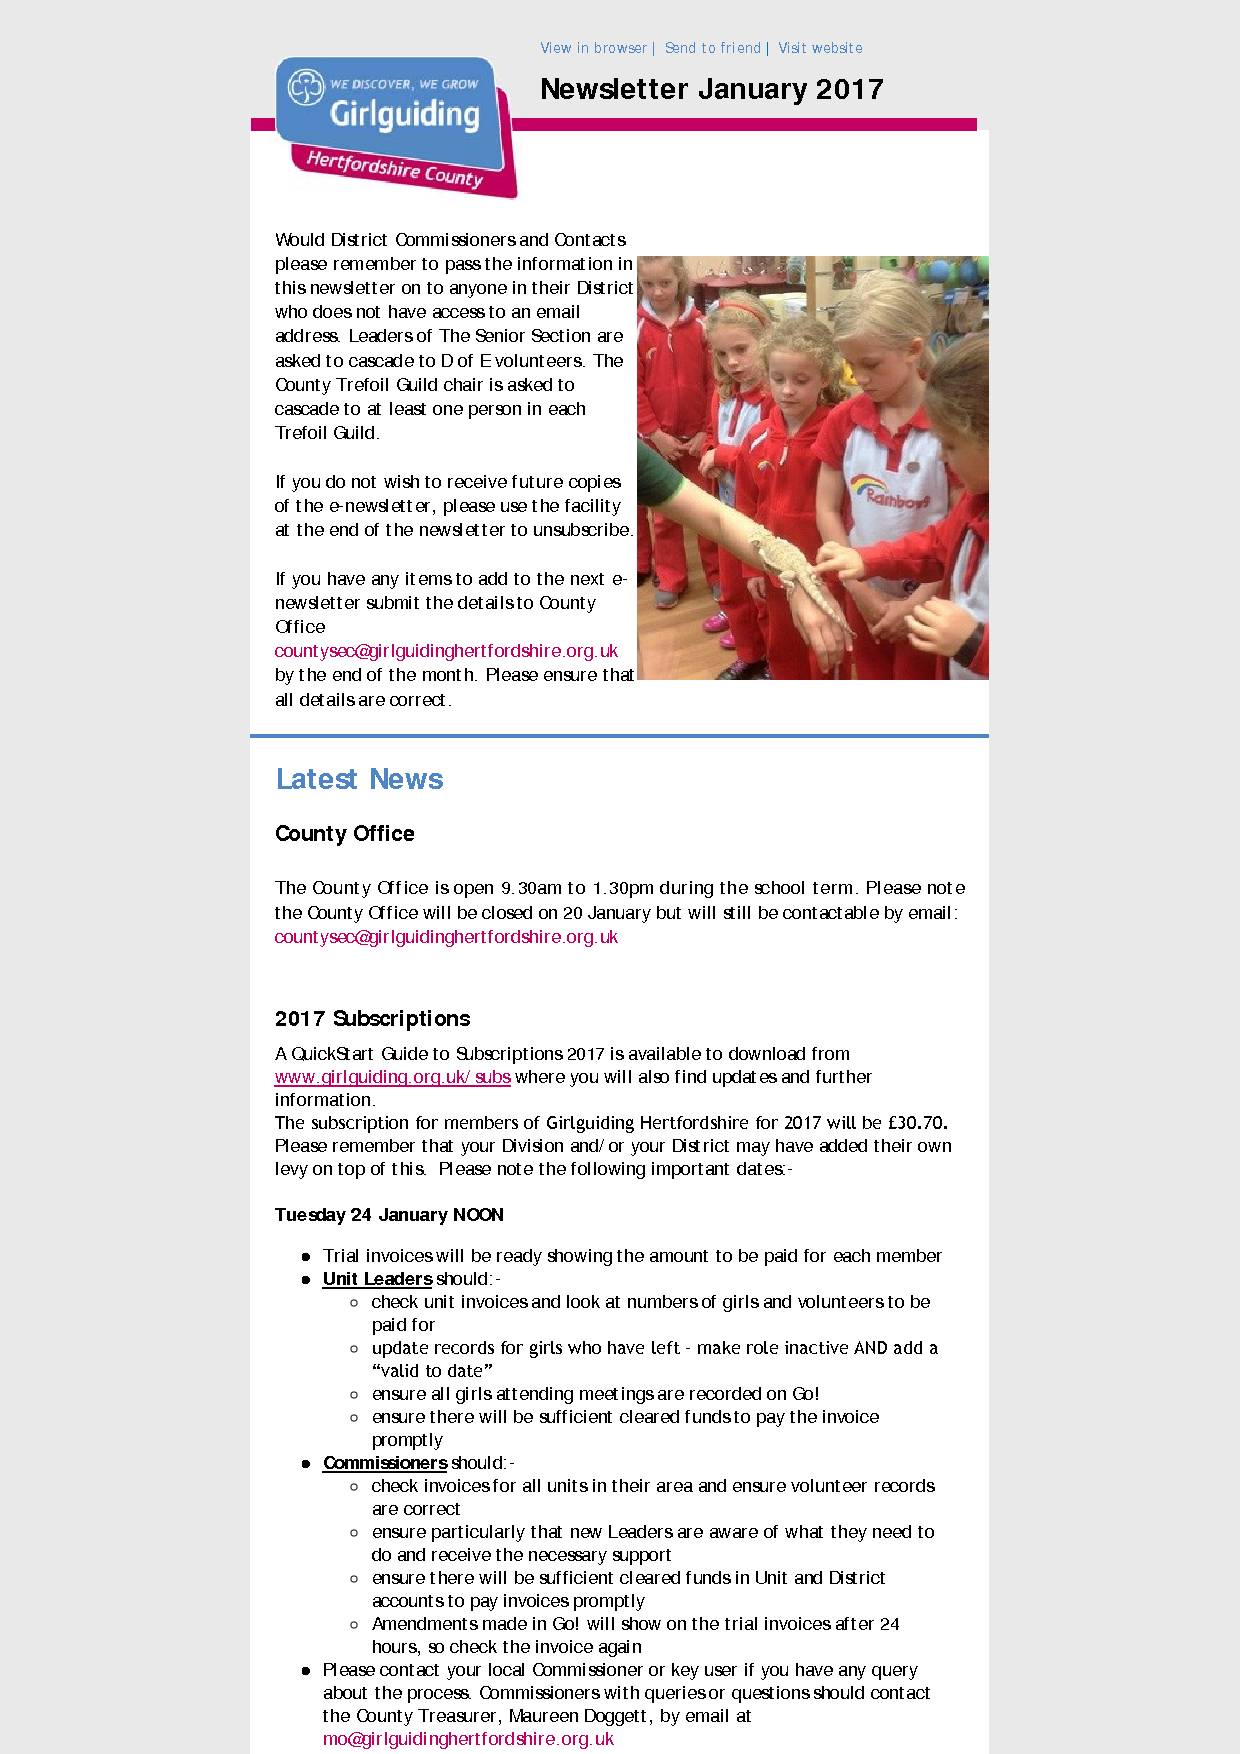 View in browser | Send to friend | Visit website
Newsletter January 2017
WE DISCOVER, WE GROW
Girlguiding
Hertfordshire County
Would District Commissioners and Contacts
please remember to pass the information in
this newsletter on to anyone in their District
who does not have access to an email
address. Leaders of The Senior Section are
asked to cascade to D of E volunteers. The
County Trefoil Guild chair is asked to
cascade to at least one person in each
Trefoil Guild.
If you do not wish to receive future copies
of the e-newsletter, please use the facility
at the end of the newsletter to unsubscribe.
If you have any items to add to the next e-
newsletter submit the details to County
Office
countysec@girlguidinghertfordshire.org.uk
by the end of the month. Please ensure that
all details are correct.
Rainbows
Latest News
County Office
The County Office is open 9.30am to 1.30pm during the school term. Please note
the County Office will be closed on 20 January but will still be contactable by email:
countysec@girlguidinghertfordshire.org.uk
2017 Subscriptions
A QuickStart Guide to Subscriptions 2017 is available to download from
www.girlguiding.org.uk/subs where you will also find updates and further
information.
The subscription for members of Girlguiding Hertfordshire for 2017 will be £30.70.
Please remember that your Division and/or your District may have added their own
levy on top of this. Please note the following important dates:-
Tuesday 24 January NOON
● Trial invoices will be ready showing the amount to be paid for each member
● Unit Leaders should:-
○ check unit invoices and look at numbers of girls and volunteers to be
paid for
○ update records for girls who have left - make role inactive AND add a
“valid to date”
○ ensure all girls attending meetings are recorded on Go!
○ ensure there will be sufficient cleared funds to pay the invoice
promptly
● Commissioners should:-
○ check invoices for all units in their area and ensure volunteer records
are correct
○ ensure particularly that new Leaders are aware of what they need to
do and receive the necessary support
○ ensure there will be sufficient cleared funds in Unit and District
accounts to pay invoices promptly
○ Amendments made in Go! will show on the trial invoices after 24
hours, so check the invoice again
● Please contact your local Commissioner or key user if you have any query
about the process. Commissioners with queries or questions should contact
the County Treasurer, Maureen Doggett, by email at
mo@girlguidinghertfordshire.org.uk